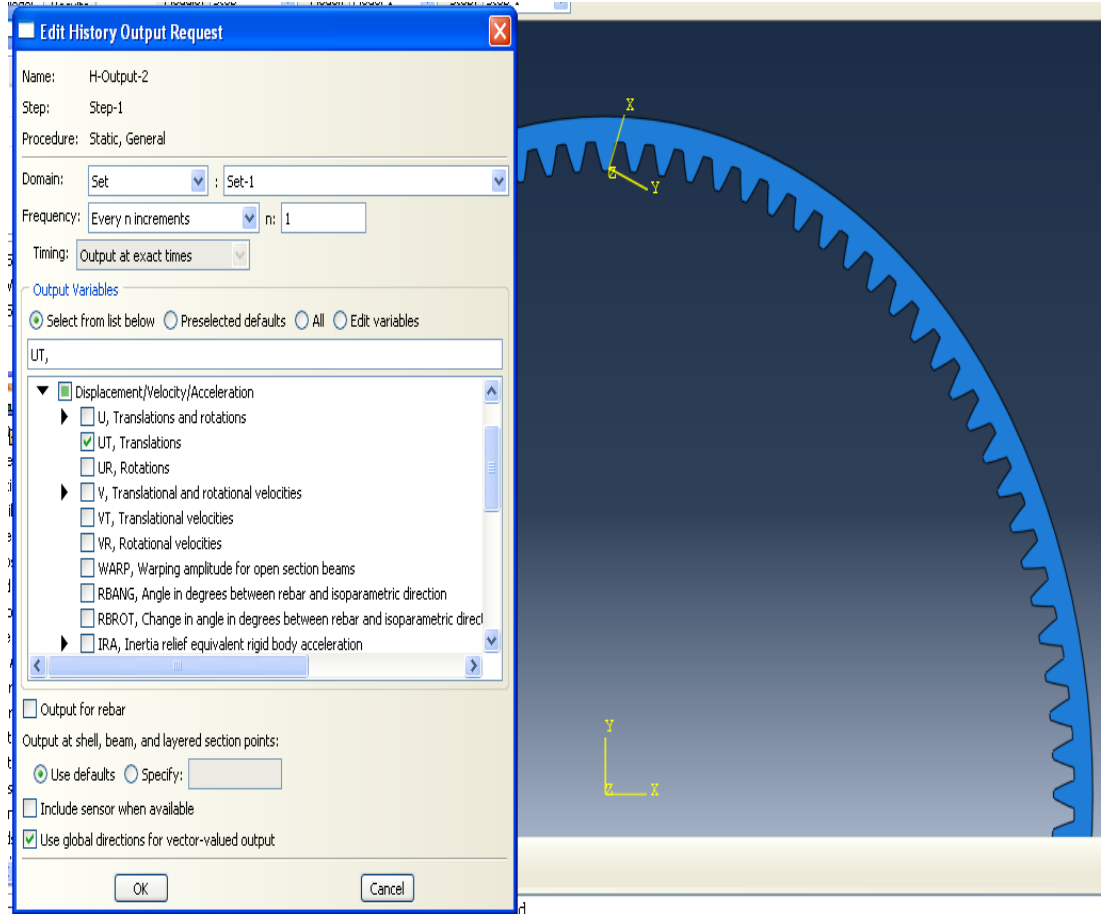 Edit History Output Request
Name: H-Output-2
Step: Step-1
Procedure: Static, General
Domain: Set : Set-1
Frequency: Every n increments n: 1
Timing: Output at exact times
Output Variables
Select from list below Preselected defaults All Edit variables
UT,
Displacement/Velocity/Acceleration
U, Translations and rotations
UT, Translations
UR, Rotations
V, Translational and rotational velocities
VT, Translational velocities
VR, Rotational velocities
WARP, Warping amplitude for open section beams
RBANG, Angle in degrees between rebar and isoparametric direction
RBROT, Change in angle in degrees between rebar and isoparametric direct
IRA, Inertia relief equivalent rigid body acceleration
Output for rebar
Output at shell, beam, and layered section points:
Use defaults Specify:
Include sensor when available
Use global directions for vector-valued output
OK Cancel
X
Z
Y
Y
Z X